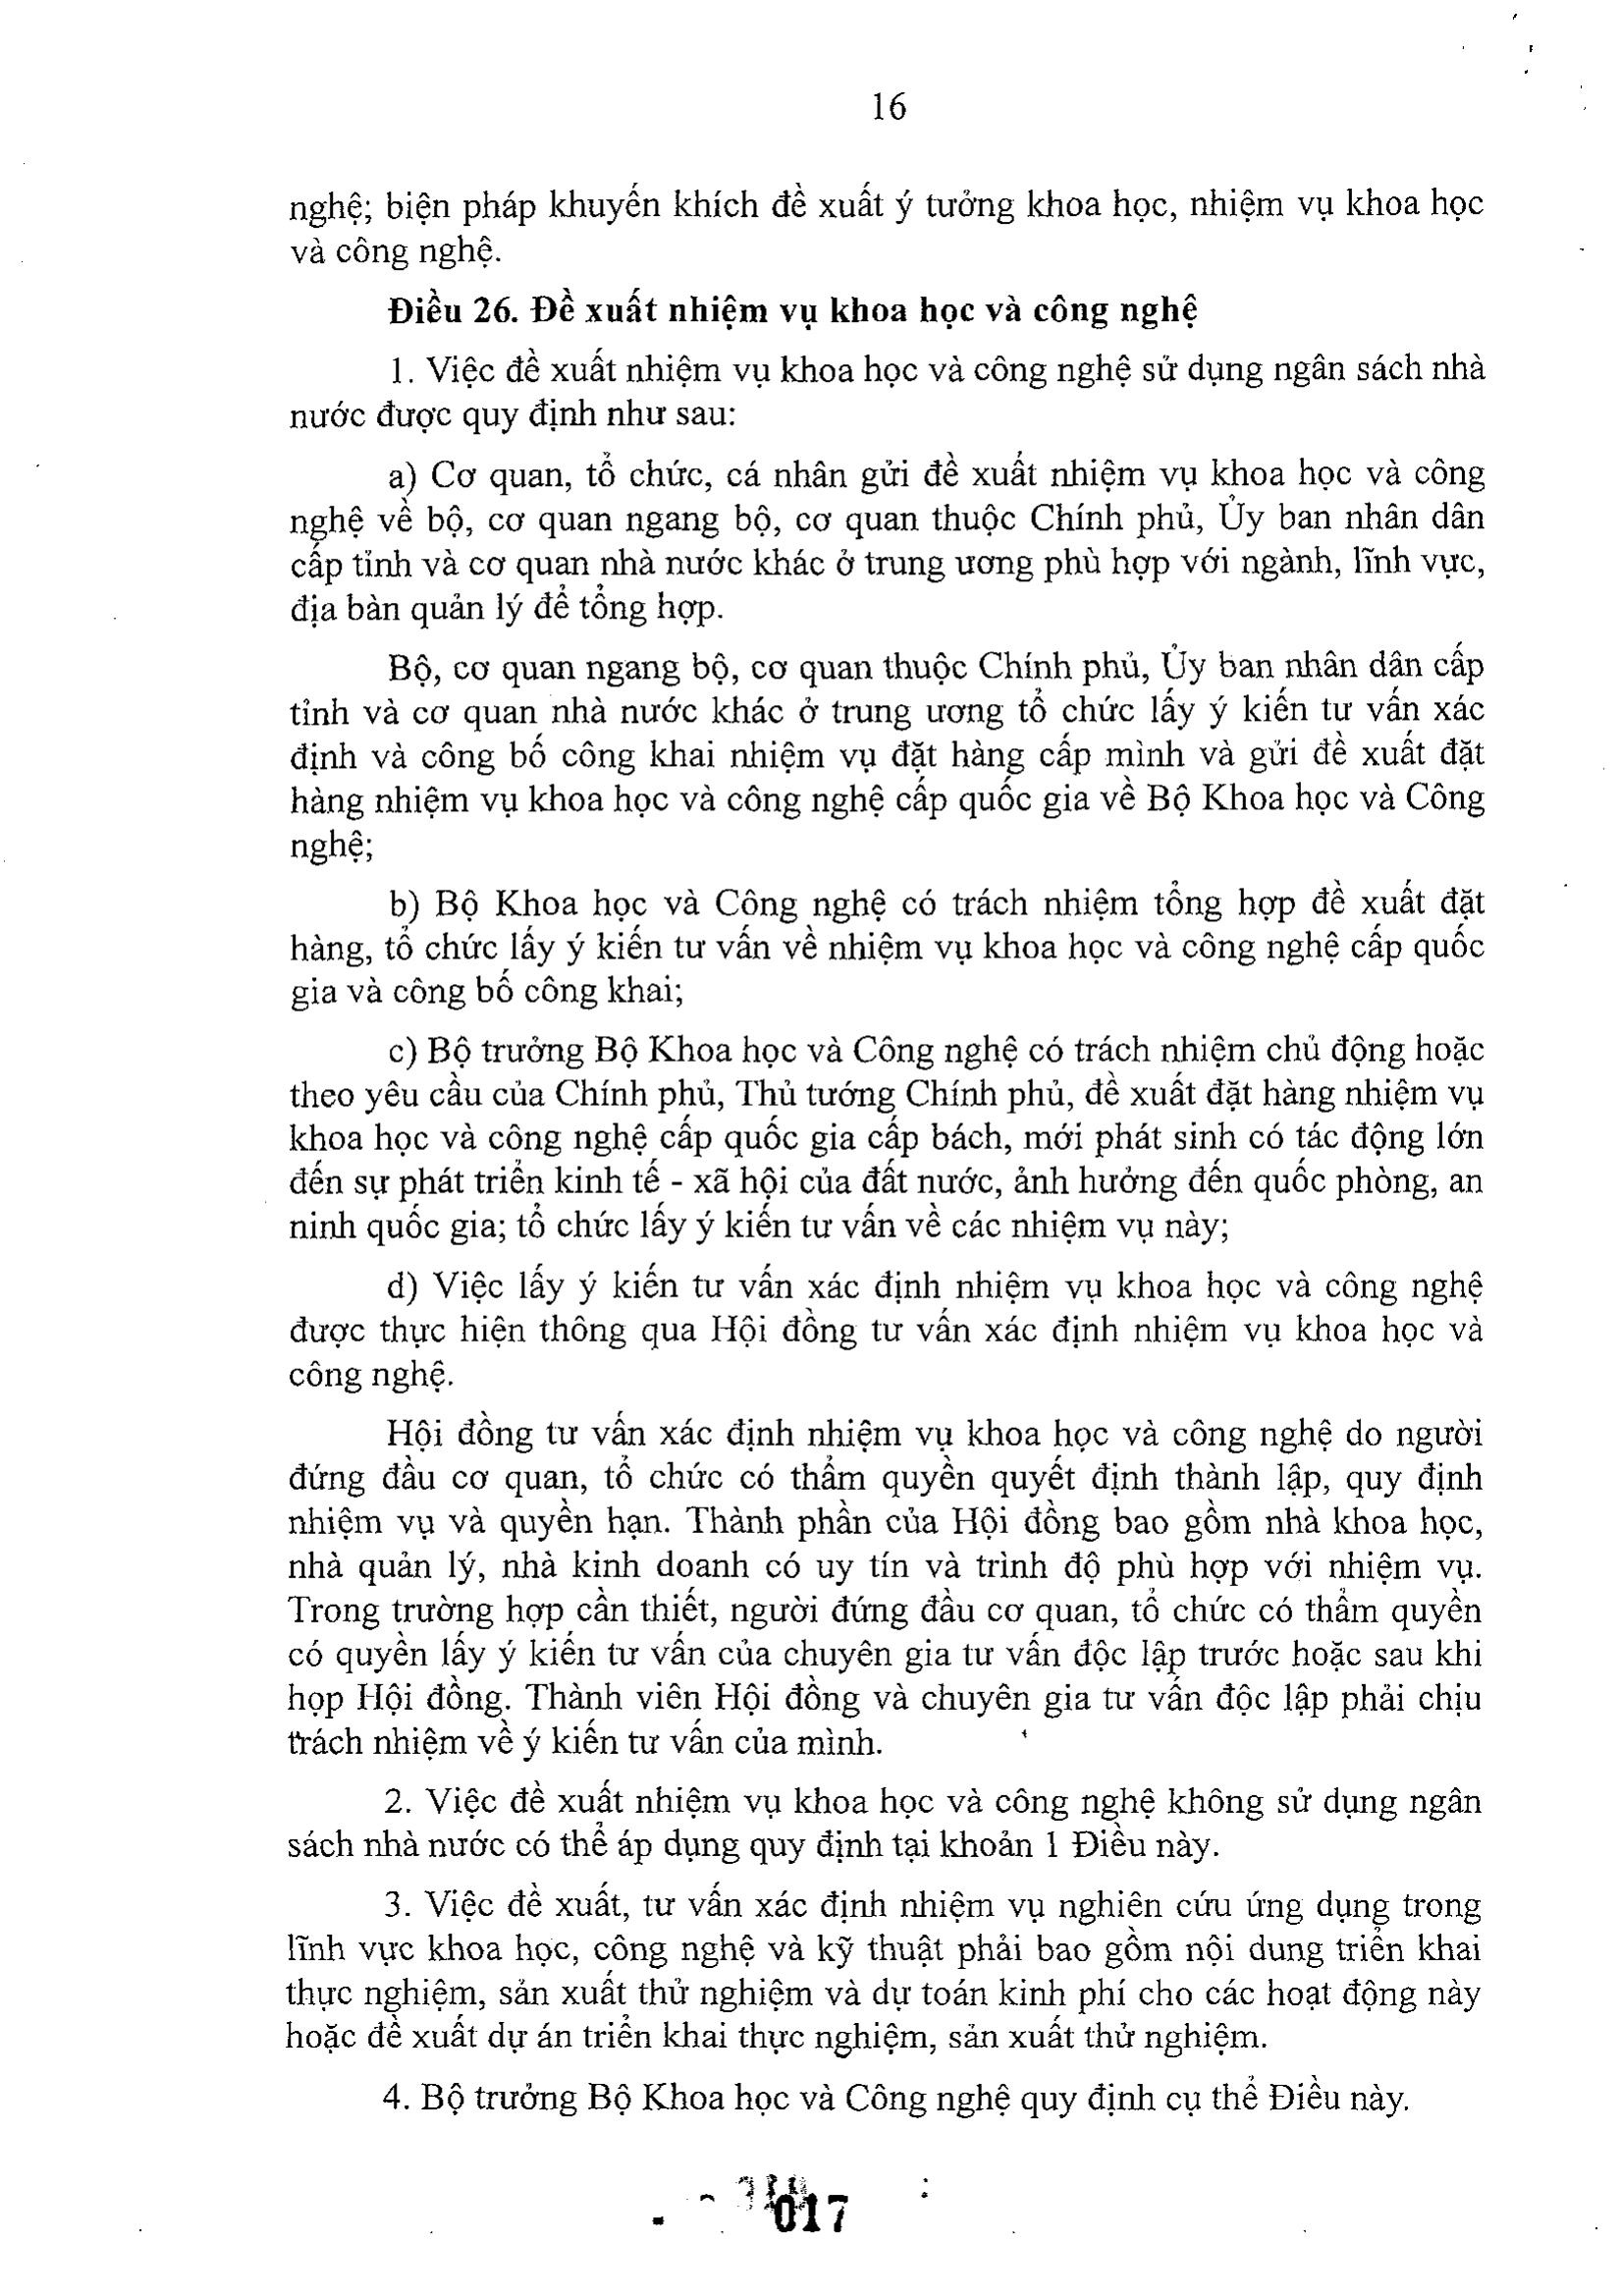 16
nghệ; biện pháp khuyến khích đề xuất ý tưởng khoa học, nhiệm vụ khoa học
và công nghệ.
Điều 26. Đề xuất nhiệm vụ khoa học và công nghệ
1. Việc đề xuất nhiệm vụ khoa học và công nghệ sử dụng ngân sách nhà
nước được quy định như sau:
a) Cơ quan, tổ chức, cá nhân gửi đề xuất nhiệm vụ khoa học và công
nghệ về bộ, cơ quan ngang bộ, cơ quan thuộc Chính phủ, Ủy ban nhân dân
cấp tỉnh và cơ quan nhà nước khác ở trung ương phù hợp với ngành, lĩnh vực,
địa bàn quản lý để tổng hợp.
Bộ, cơ quan ngang bộ, cơ quan thuộc Chính phủ, Ủy ban nhân dân cấp
tỉnh và cơ quan nhà nước khác ở trung ương tổ chức lấy ý kiến tư vấn xác
định và công bố công khai nhiệm vụ đặt hàng cấp mình và gửi đề xuất đặt
hàng nhiệm vụ khoa học và công nghệ cấp quốc gia về Bộ Khoa học và Công
nghệ;
b) Bộ Khoa học và Công nghệ có trách nhiệm tổng hợp đề xuất đặt
hàng, tổ chức lấy ý kiến tư vấn về nhiệm vụ khoa học và công nghệ cấp quốc
gia và công bố công khai;
c) Bộ trưởng Bộ Khoa học và Công nghệ có trách nhiệm chủ động hoặc
theo yêu cầu của Chính phủ, Thủ tướng Chính phủ, đề xuất đặt hàng nhiệm vụ
khoa học và công nghệ cấp quốc gia cấp bách, mới phát sinh có tác động lớn
đến sự phát triển kinh tế - xã hội của đất nước, ảnh hưởng đến quốc phòng, an
ninh quốc gia; tổ chức lấy ý kiến tư vấn về các nhiệm vụ này;
d) Việc lấy ý kiến tư vấn xác định nhiệm vụ khoa học và công nghệ
được thực hiện thông qua Hội đồng tư vấn xác định nhiệm vụ khoa học và
công nghệ.
Hội đồng tư vấn xác định nhiệm vụ khoa học và công nghệ do người
đứng đầu cơ quan, tổ chức có thẩm quyền quyết định thành lập, quy định
nhiệm vụ và quyền hạn. Thành phần của Hội đồng bao gồm nhà khoa học,
nhà quản lý, nhà kinh doanh có uy tín và trình độ phù hợp với nhiệm vụ.
Trong trường hợp cần thiết, người đứng đầu cơ quan, tổ chức có thẩm quyền
có quyền lấy ý kiến tư vấn của chuyên gia tư vấn độc lập trước hoặc sau khi
họp Hội đồng. Thành viên Hội đồng và chuyên gia tư vấn độc lập phải chịu
trách nhiệm về ý kiến tư vấn của mình.
2. Việc đề xuất nhiệm vụ khoa học và công nghệ không sử dụng ngân
sách nhà nước có thể áp dụng quy định tại khoản 1 Điều này.
3. Việc đề xuất, tư vấn xác định nhiệm vụ nghiên cứu ứng dụng trong
lĩnh vực khoa học, công nghệ và kỹ thuật phải bao gồm nội dung triển khai
thực nghiệm, sản xuất thử nghiệm và dự toán kinh phí cho các hoạt động này
hoặc đề xuất dự án triển khai thực nghiệm, sản xuất thử nghiệm.
4. Bộ trưởng Bộ Khoa học và Công nghệ quy định cụ thể Điều này.
017